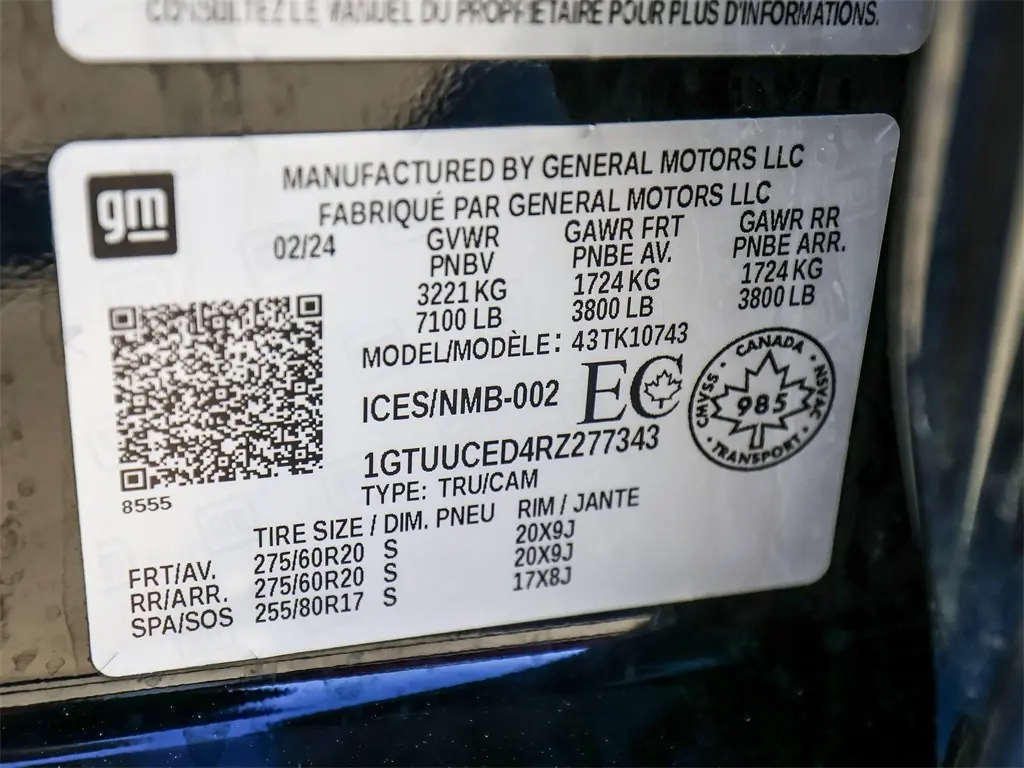 CONSULTEZ LE MANUEL DU PROPRIÉTAIRE POUR PLUS D'INFORMATIONS.
gm
MANUFACTURED BY GENERAL MOTORS LLC
FABRIQUÉ PAR GENERAL MOTORS LLC
02/24 GVWR GAWR FRT GAWR RR
PNBV PNBE AV. PNBE ARR.
3221 KG 1724 KG 1724 KG
7100 LB 3800 LB 3800 LB
MODEL/MODÈLE: 43TK10743
ICES/NMB-002 EC
CANADA
CMVSS 985 NSVAC
TRANSPORT
1GTUUCED4RZ277343
TYPE: TRU/CAM
8555
TIRE SIZE / DIM. PNEU RIM / JANTE
FRT/AV. 275/60R20 S 20X9J
RR/ARR. 275/60R20 S 20X9J
SPA/SOS 255/80R17 S 17X8J